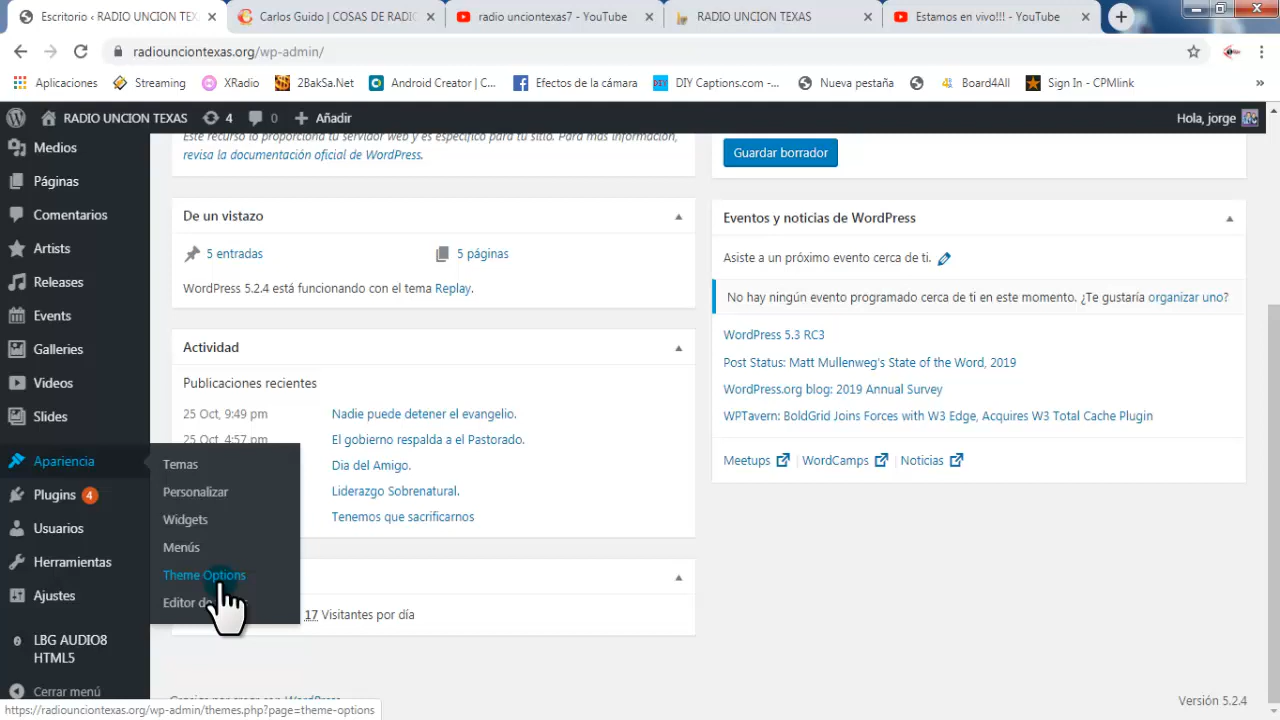 Escritorio ‹ RADIO UNCION TEXAS
Carlos Guido | COSAS DE RADIO
radio unciontexas7 - YouTube
RADIO UNCION TEXAS
Estamos en vivo!!! - YouTube
radiounciontexas.org/wp-admin/
Aplicaciones
Streaming
XRadio
2BakSa.Net
Android Creator | C...
Efectos de la cámara
DIY Captions.com -...
Nueva pestaña
Board4All
Sign In - CPMlink
»
RADIO UNCION TEXAS
4
0
Añadir
Hola, jorge
Medios
Páginas
Comentarios
Artists
Releases
Events
Galleries
Videos
Slides
Apariencia
Plugins 4
Usuarios
Herramientas
Ajustes
LBG AUDIO8
HTML5
Cerrar menú
Temas
Personalizar
Widgets
Menús
Theme Options
Editor de
Este recurso lo proporciona tu servidor web y es específico para tu sitio. Para más información,
revisa la documentación oficial de WordPress.
De un vistazo
5 entradas
5 páginas
WordPress 5.2.4 está funcionando con el tema Replay.
Actividad
Publicaciones recientes
25 Oct, 9:49 pm Nadie puede detener el evangelio.
25 Oct, 4:57 pm El gobierno respalda a el Pastorado.
Dia del Amigo.
Liderazgo Sobrenatural.
Tenemos que sacrificarnos
17 Visitantes por día
Guardar borrador
Eventos y noticias de WordPress
Asiste a un próximo evento cerca de ti.
No hay ningún evento programado cerca de ti en este momento. ¿Te gustaría organizar uno?
WordPress 5.3 RC3
Post Status: Matt Mullenweg's State of the Word, 2019
WordPress.org blog: 2019 Annual Survey
WPTavern: BoldGrid Joins Forces with W3 Edge, Acquires W3 Total Cache Plugin
Meetups
WordCamps
Noticias
Gracias por crear con WordPress
Versión 5.2.4
https://radiounciontexas.org/wp-admin/themes.php?page=theme-options